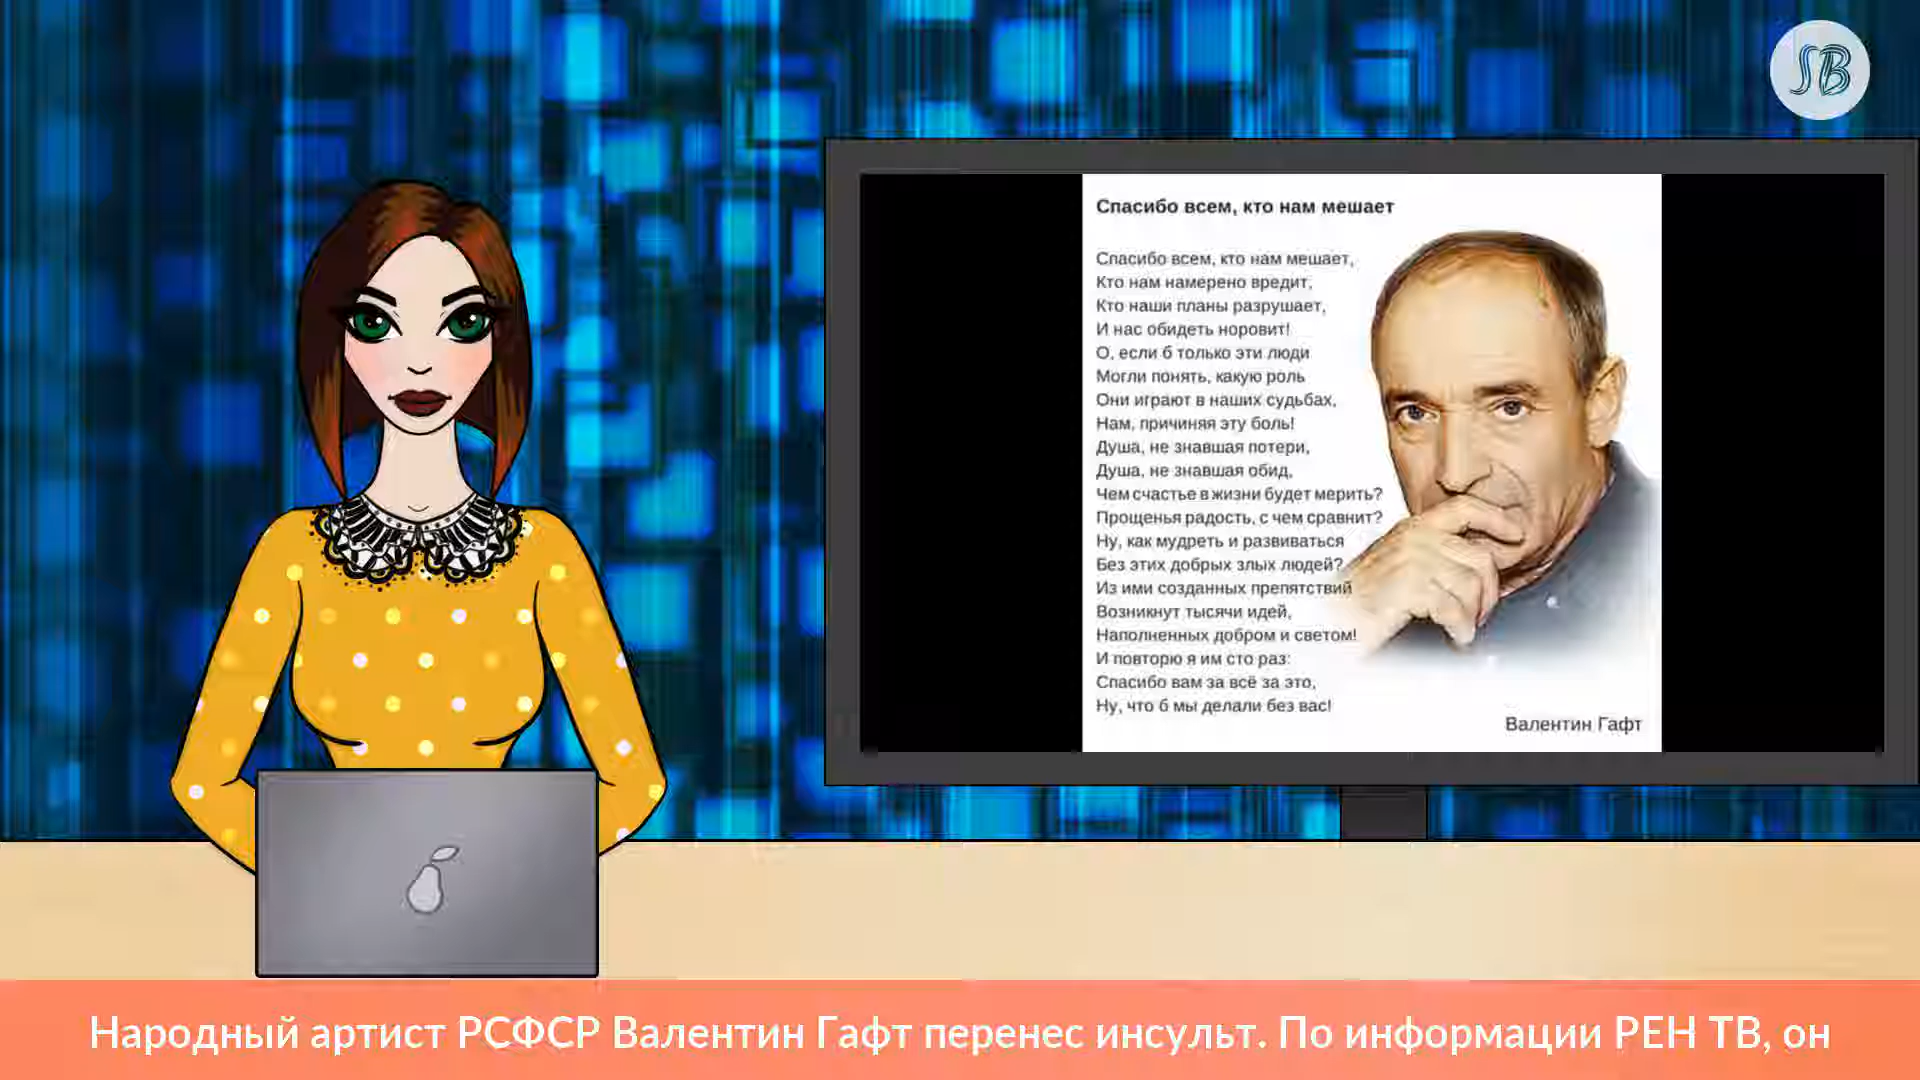 SB
Спасибо всем, кто нам мешает
Спасибо всем, кто нам мешает,
Кто нам намерено вредит,
Кто наши планы разрушает,
И нас обидеть норовит!
О, если б только эти люди
Могли понять, какую роль
Они играют в наших судьбах,
Нам, причиняя эту боль!
Душа, не знавшая потери,
Душа, не знавшая обид,
Чем счастье в жизни будет мерить?
Прощенья радость, с чем сравнит?
Ну, как мудреть и развиваться
Без этих добрых злых людей?
Из ими созданных препятствий
Возникнут тысячи идей,
Наполненных добром и светом!
И повторю я им сто раз:
Спасибо вам за всё за это,
Ну, что б мы делали без вас!
Валентин Гафт
Народный артист РСФСР Валентин Гафт перенес инсульт. По информации РЕН ТВ, он